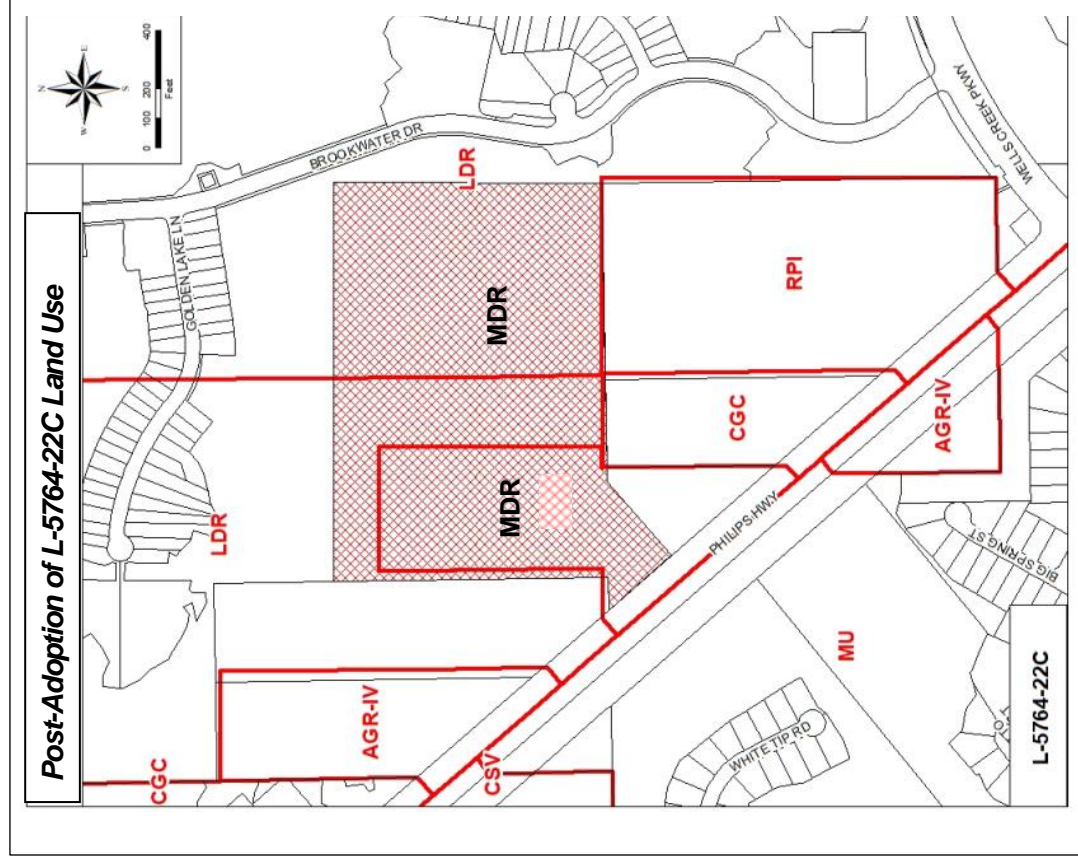 Post-Adoption of L-5764-22C Land Use
N
W
E
S
0
100
200
400
Feet
GOLDEN LAKE LN
BROOKWATER DR
LDR
LDR
MDR
MDR
CGC
AGR-IV
CSV
CGC
RPI
AGR-IV
PHILIPS HWY
WELLS CREEK PKWY
MU
WHITE TIP RD
BIG SPRING ST
L-5764-22C